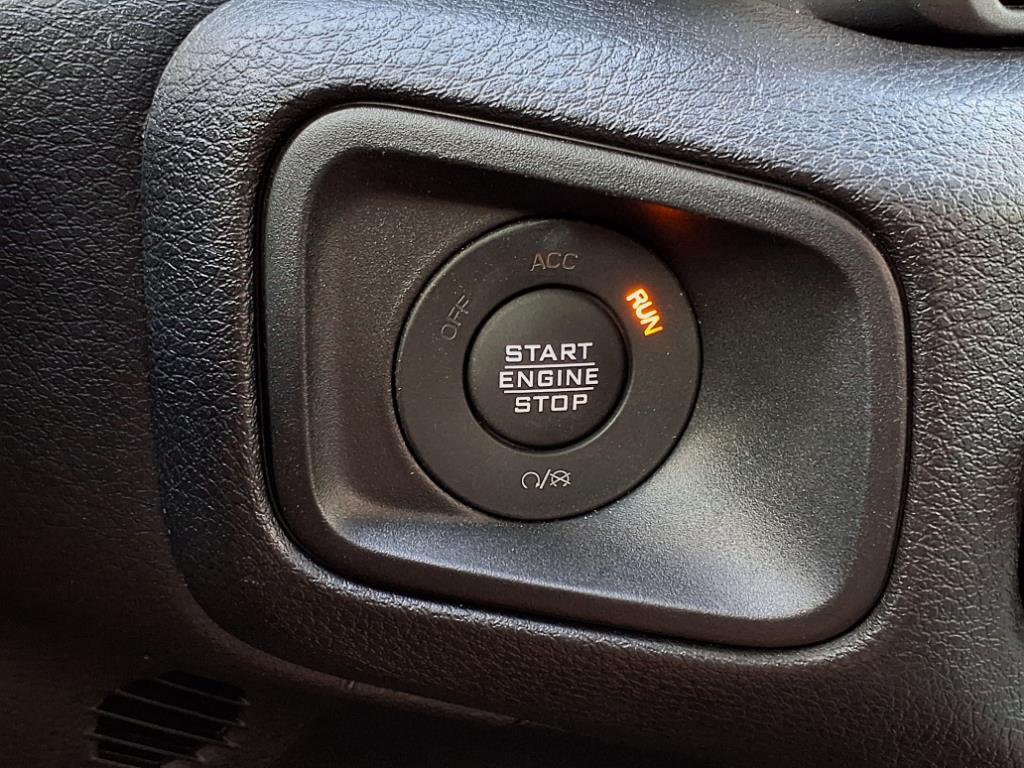 ACC
OFF
RUN
START
ENGINE
STOP